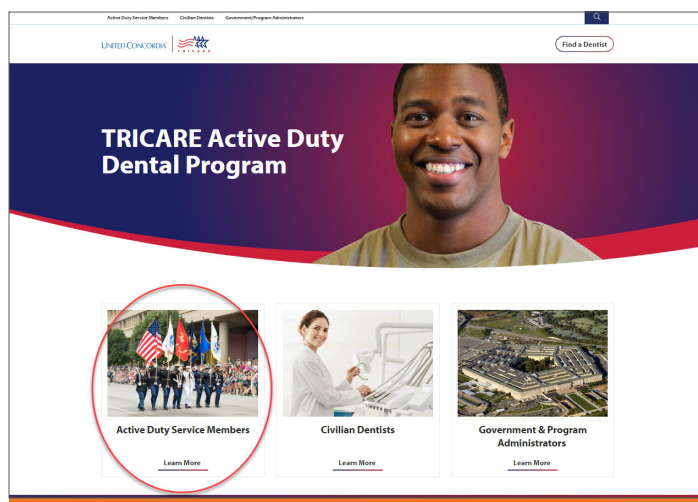 Active Duty Service Members Civilian Dentists Government/Program Administrators
UNITED CONCORDIA TRICARE Find a Dentist
TRICARE Active Duty
Dental Program
Active Duty Service Members Civilian Dentists Government & Program
Administrators
Learn More Learn More Learn More